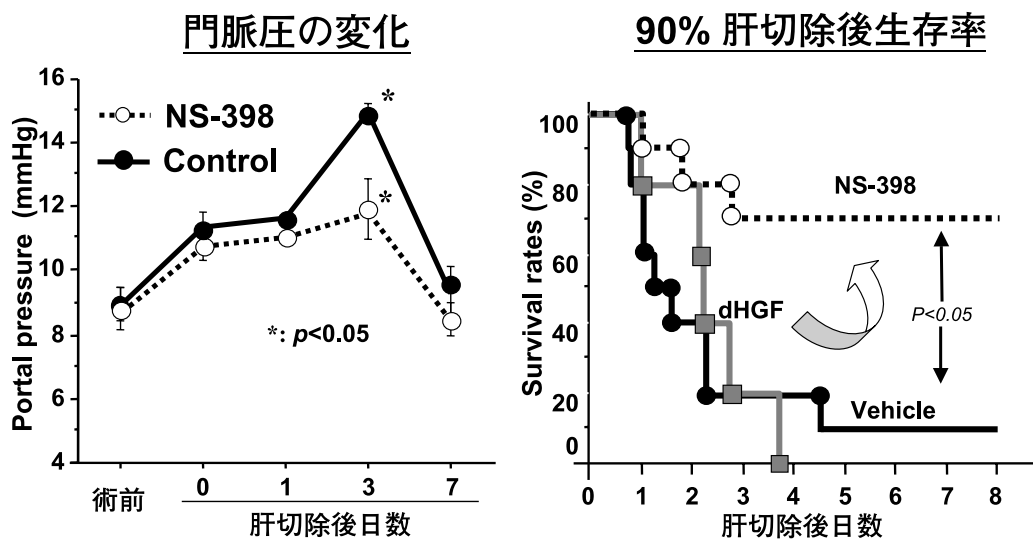 門脈圧の変化
NS-398
Control
Portal pressure (mmHg)
16
14
12
10
8
6
4
*
*
*: p<0.05
術前
0 1 3 7
肝切除後日数
90% 肝切除後生存率
Survival rates (%)
100
80
60
40
20
0
NS-398
dHGF
P<0.05
Vehicle
0 1 2 3 4 5 6 7 8
肝切除後日数